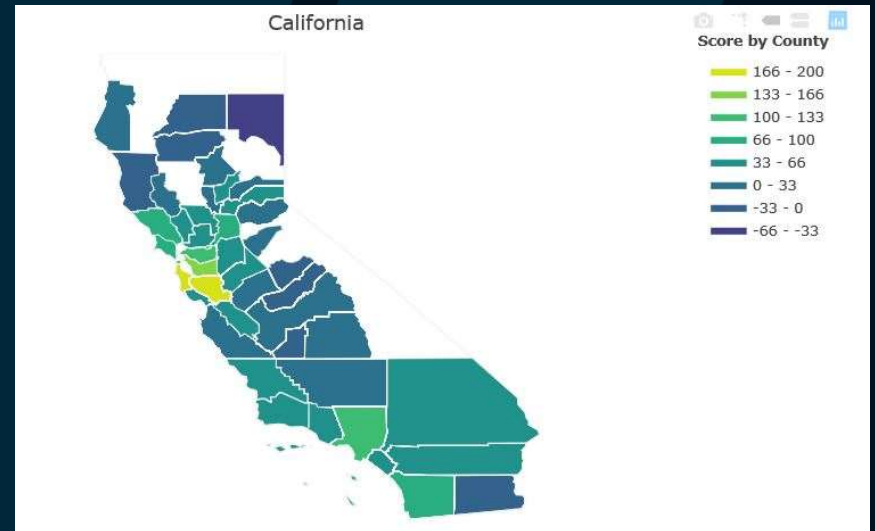 California
Score by County
166 - 200
133 - 166
100 - 133
66 - 100
33 - 66
0 - 33
-33 - 0
-66 - -33